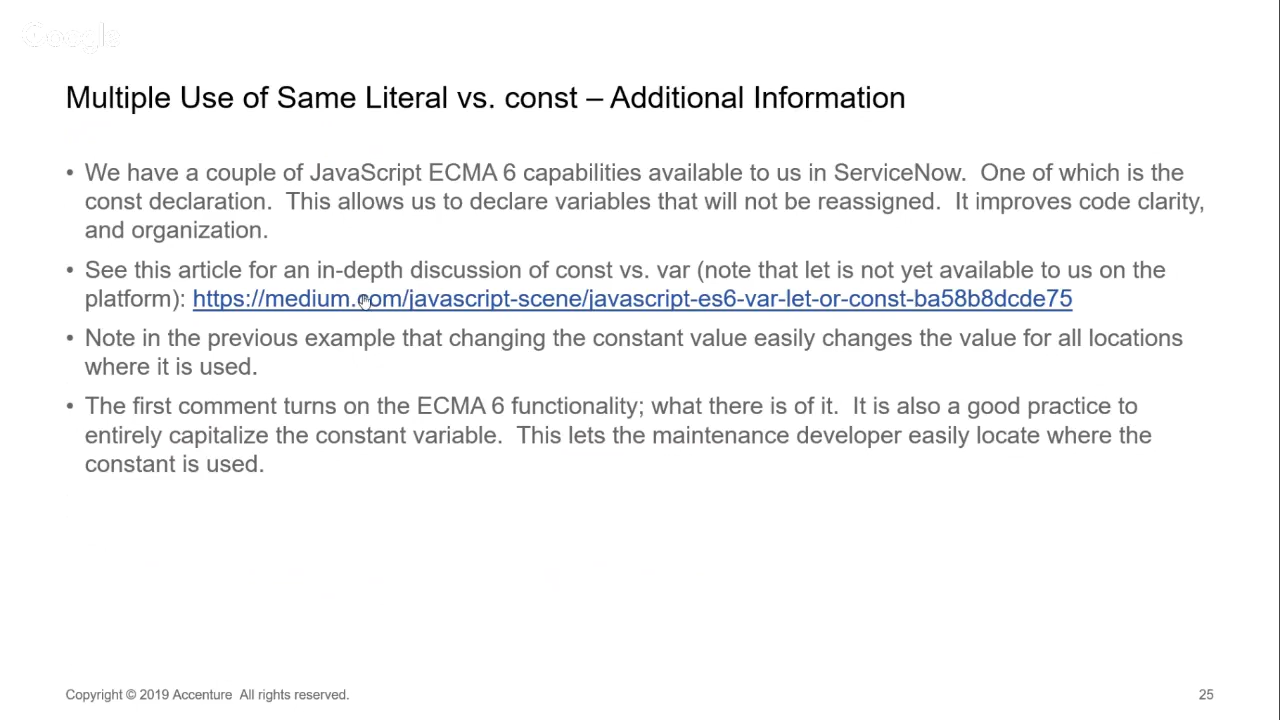 Google
Multiple Use of Same Literal vs. const – Additional Information
• We have a couple of JavaScript ECMA 6 capabilities available to us in ServiceNow.  One of which is the
const declaration.  This allows us to declare variables that will not be reassigned.  It improves code clarity,
and organization.
• See this article for an in-depth discussion of const vs. var (note that let is not yet available to us on the
platform): https://medium.com/javascript-scene/javascript-es6-var-let-or-const-ba58b8dcde75
• Note in the previous example that changing the constant value easily changes the value for all locations
where it is used.
• The first comment turns on the ECMA 6 functionality; what there is of it.  It is also a good practice to
entirely capitalize the constant variable.  This lets the maintenance developer easily locate where the
constant is used.
Copyright © 2019 Accenture  All rights reserved.
25